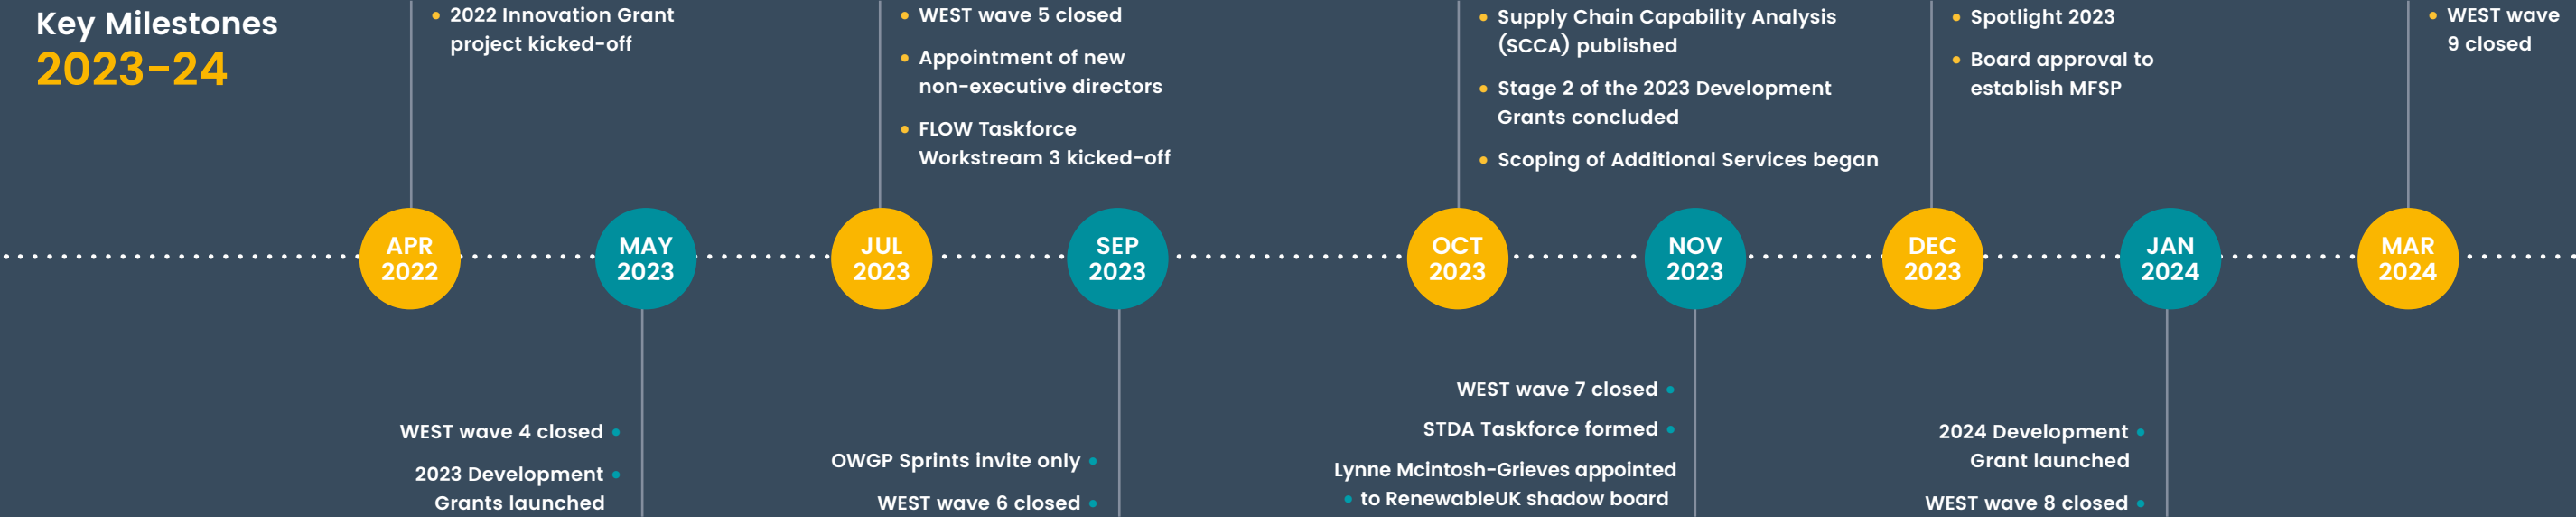 Key Milestones
2023-24
2022 Innovation Grant
project kicked-off
WEST wave 5 closed
Appointment of new
non-executive directors
FLOW Taskforce
Workstream 3 kicked-off
Supply Chain Capability Analysis
(SCCA) published
Stage 2 of the 2023 Development
Grants concluded
Scoping of Additional Services began
Spotlight 2023
Board approval to
establish MFSP
WEST wave
9 closed
APR
2022
MAY
2023
JUL
2023
SEP
2023
OCT
2023
NOV
2023
DEC
2023
JAN
2024
MAR
2024
WEST wave 4 closed
2023 Development
Grants launched
OWGP Sprints invite only
WEST wave 6 closed
WEST wave 7 closed
STDA Taskforce formed
Lynne Mcintosh-Grieves appointed
to RenewableUK shadow board
2024 Development
Grant launched
WEST wave 8 closed